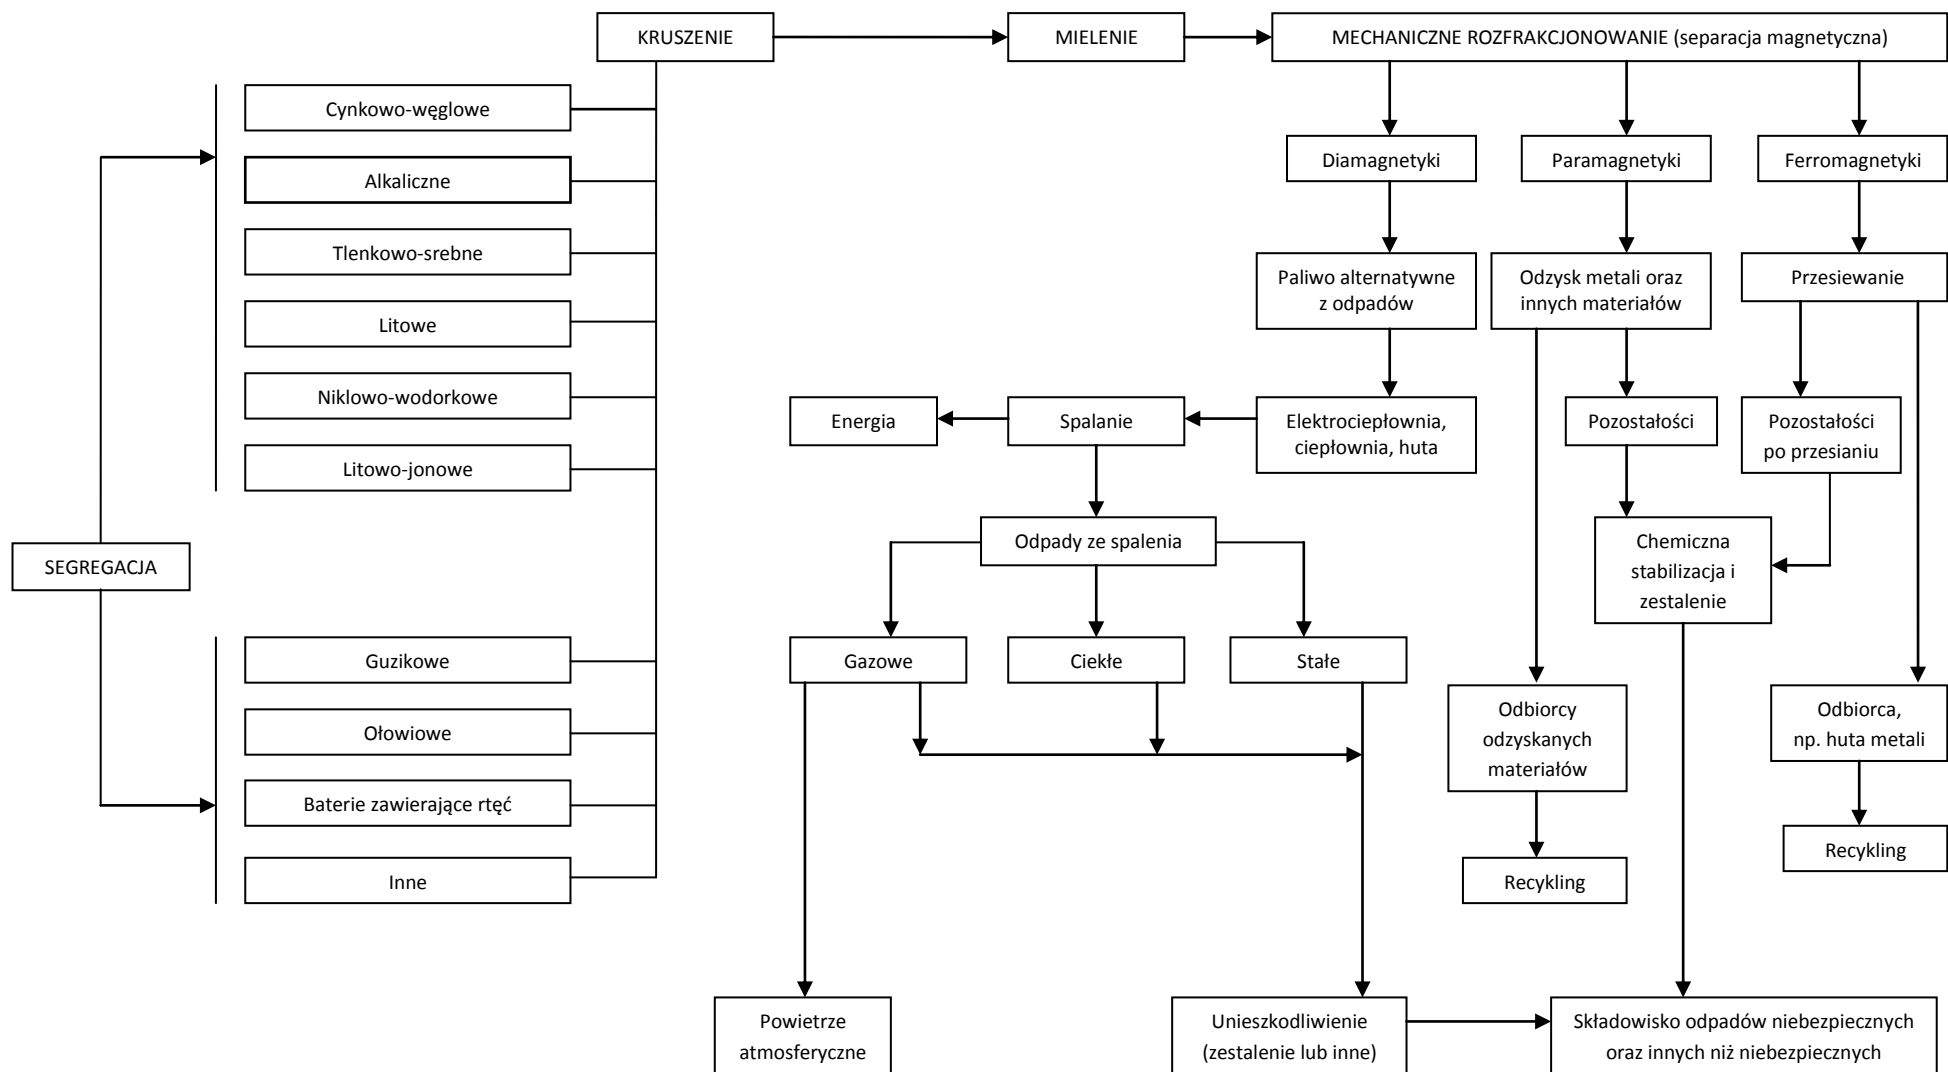 KRUSZENIE
MIELENIE
MECHANICZNE ROZFRAKCJONOWANIE (separacja magnetyczna)
Cynkowo-węglowe
Alkaliczne
Tlenkowo-srebne
Litowe
Niklowo-wodorkowe
Litowo-jonowe
SEGREGACJA
Guzikowe
Ołowiowe
Baterie zawierające rtęć
Inne
Diamagnetyki
Paramagnetyki
Ferromagnetyki
Paliwo alternatywne
z odpadów
Odzysk metali oraz
innych materiałów
Przesiewanie
Energia
Spalanie
Elektrociepłownia,
ciepłownia, huta
Pozostałości
Pozostałości
po przesianiu
Odpady ze spalenia
Chemiczna
stabilizacja i
zestalenie
Gazowe
Ciekłe
Stałe
Odbiorcy
odzyskanych
materiałów
Odbiorca,
np. huta metali
Recykling
Recykling
Powietrze
atmosferyczne
Unieszkodliwienie
(zestalenie lub inne)
Składowisko odpadów niebezpiecznych
oraz innych niż niebezpiecznych